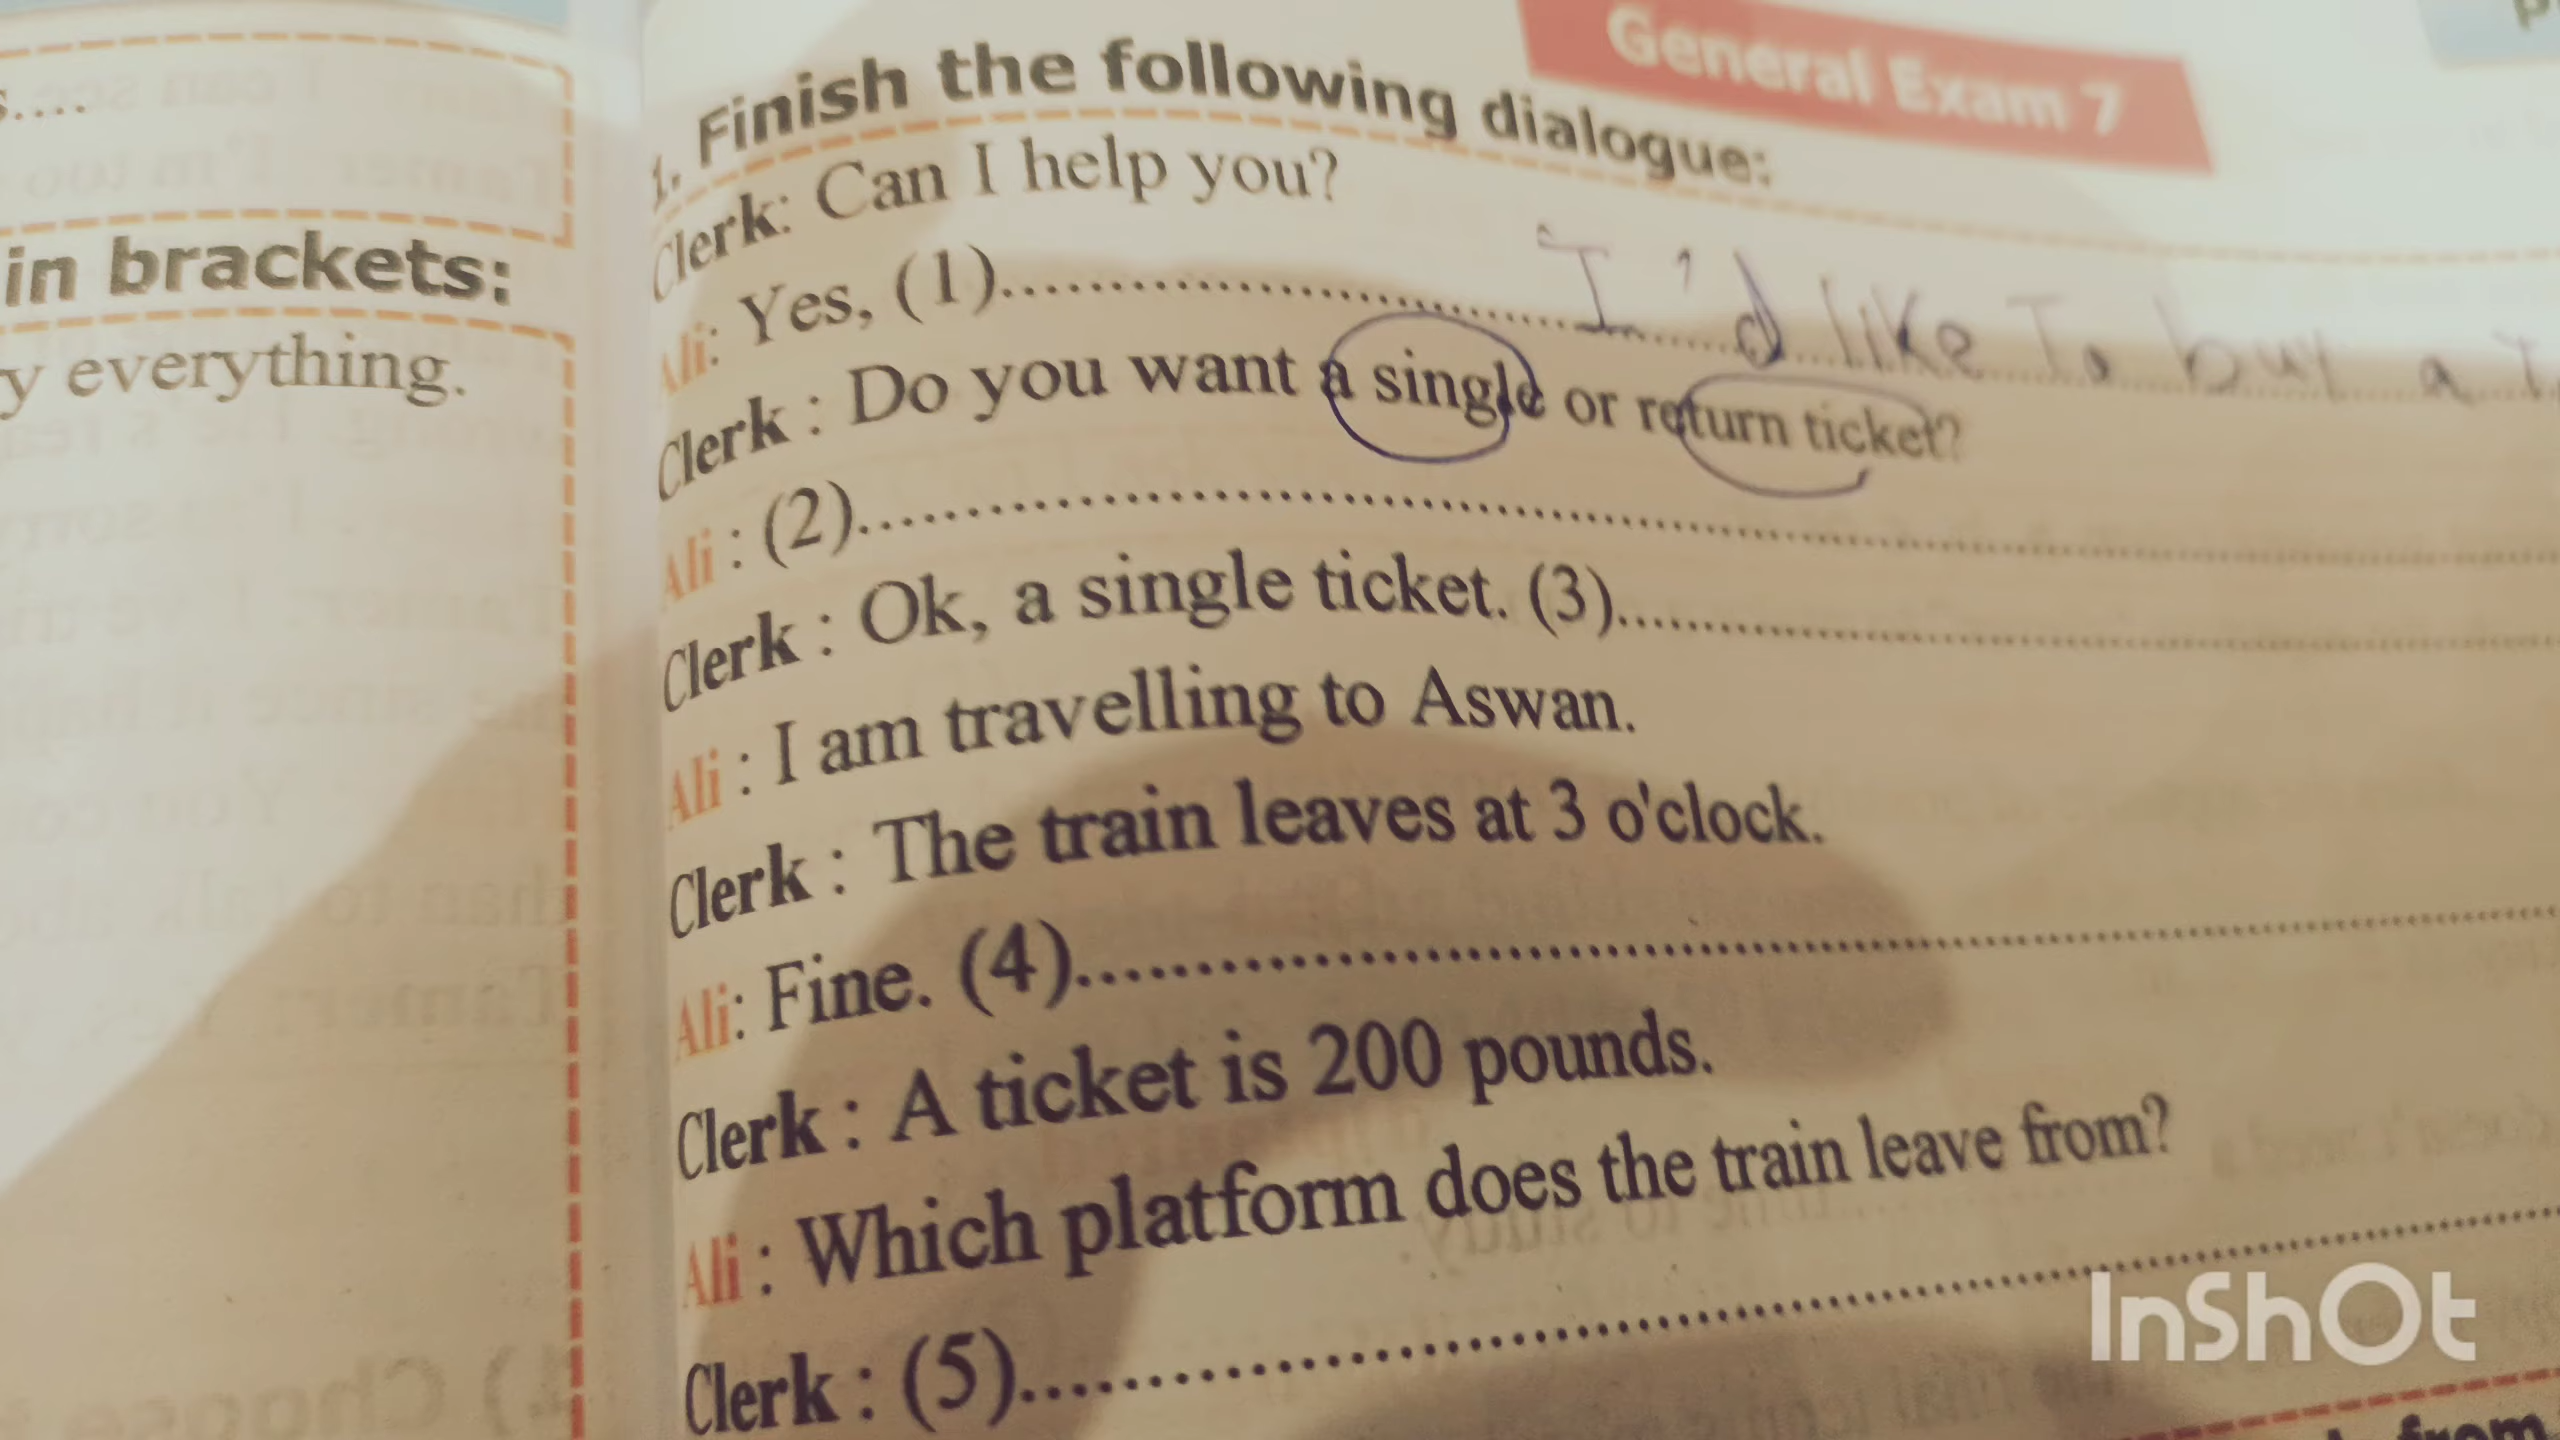 s....
in brackets:
y everything.
General Exam 7
1. Finish the following dialogue:
Clerk: Can I help you?
Ali: Yes, (1)........ I'd like To buy a T
Clerk : Do you want a single or return ticket?
Ali : (2)........
Clerk : Ok, a single ticket. (3)........
Ali : I am travelling to Aswan.
Clerk : The train leaves at 3 o'clock.
Ali: Fine. (4)........
Clerk : A ticket is 200 pounds.
Ali : Which platform does the train leave from?
Clerk : (5)........
from
InShOt